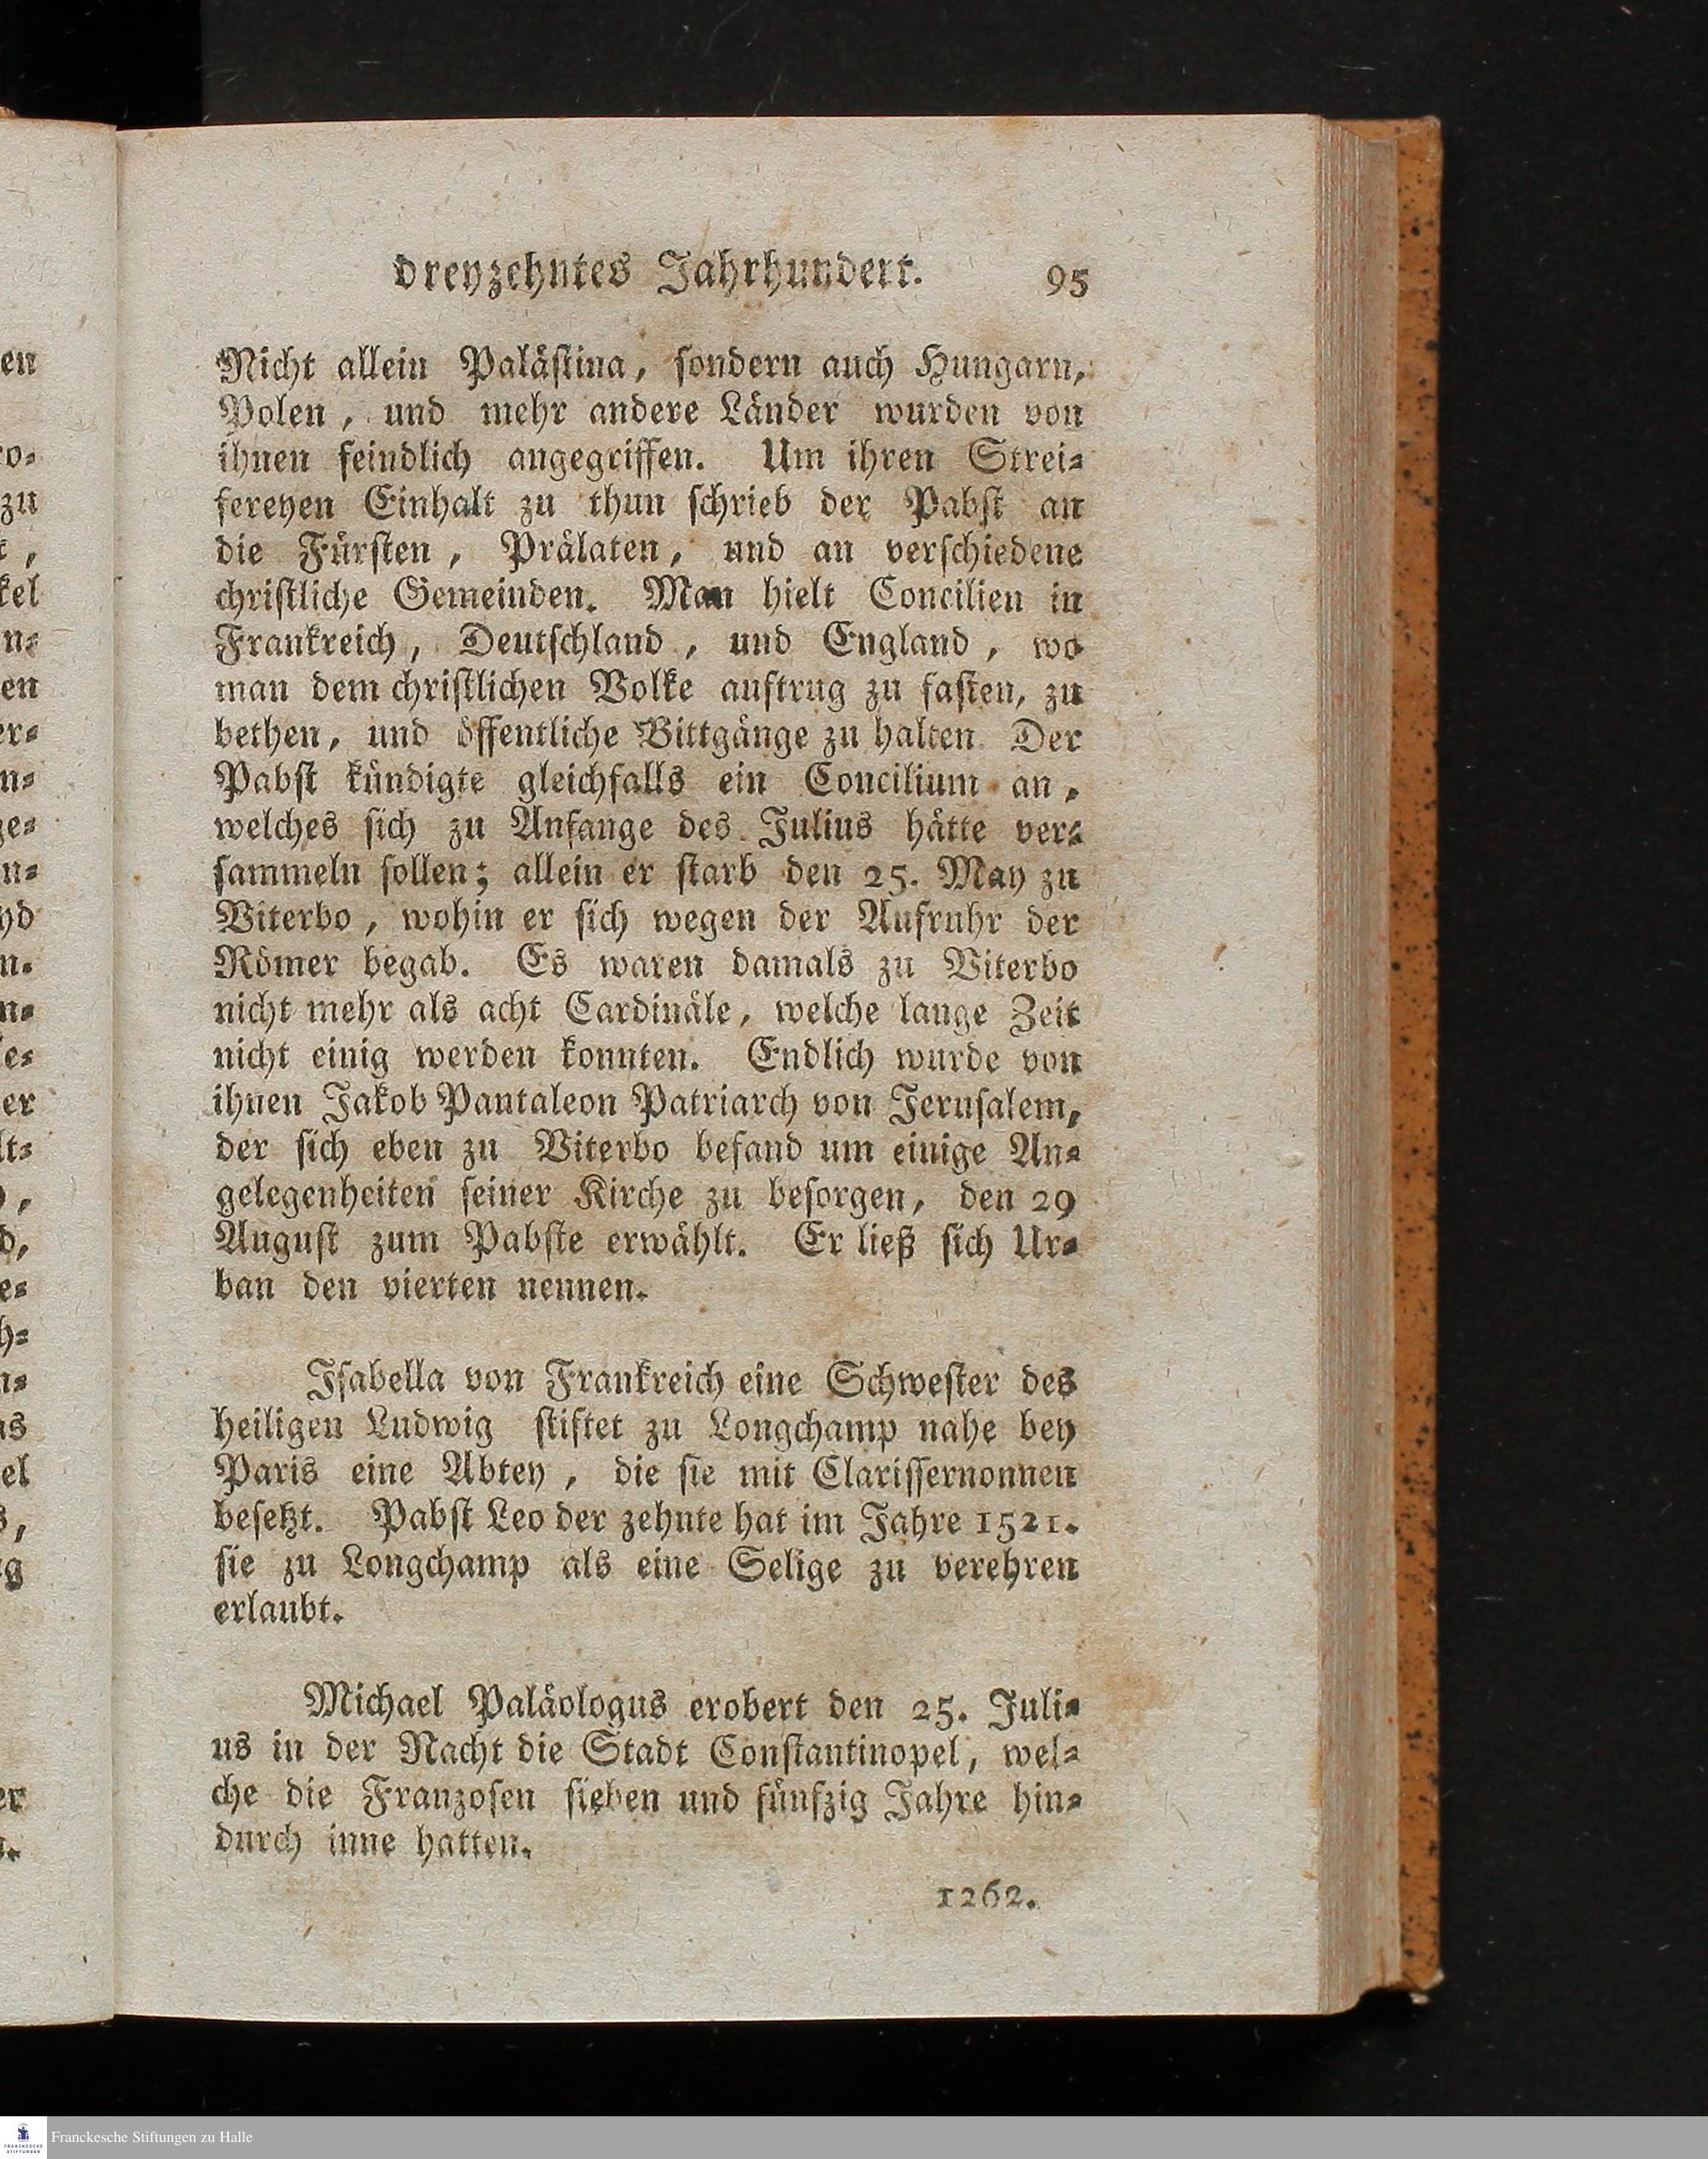 dreyzehntes Jahrhundert. 95
Nicht allein Palästina, sondern auch Hungarn,
Polen, und mehr andere Länder wurden von
ihnen feindlich angegriffen. Um ihren Strei-
fereyen Einhalt zu thun schrieb der Pabst an
die Fürsten, Prälaten, und an verschiedene
christliche Gemeinden. Man hielt Concilien in
Frankreich, Deutschland, und England, wo
man dem christlichen Volke auftrug zu fasten, zu
bethen, und öffentliche Bittgänge zu halten. Der
Pabst kündigte gleichfalls ein Concilium an,
welches sich zu Anfange des Julius hätte ver-
sammeln sollen; allein er starb den 25. May zu
Viterbo, wohin er sich wegen der Aufruhr der
Römer begab. Es waren damals zu Viterbo
nicht mehr als acht Cardinäle, welche lange Zeit
nicht einig werden konnten. Endlich wurde von
ihnen Jakob Pantaleon Patriarch von Jerusalem,
der sich eben zu Viterbo befand um einige An-
gelegenheiten seiner Kirche zu besorgen, den 29
August zum Pabste erwählt. Er ließ sich Ur-
ban den vierten nennen.
Isabella von Frankreich eine Schwester des
heiligen Ludwig stiftet zu Longchamp nahe bey
Paris eine Abtey, die sie mit Clarissernonnen
besetzt. Pabst Leo der zehnte hat im Jahre 1521.
sie zu Longchamp als eine Selige zu verehren
erlaubt.
Michael Paläologus erobert den 25. Juli-
us in der Nacht die Stadt Constantinopel, wel-
che die Franzosen sieben und fünfzig Jahre hin-
durch inne hatten.
1262.
Franckesche Stiftungen zu Halle